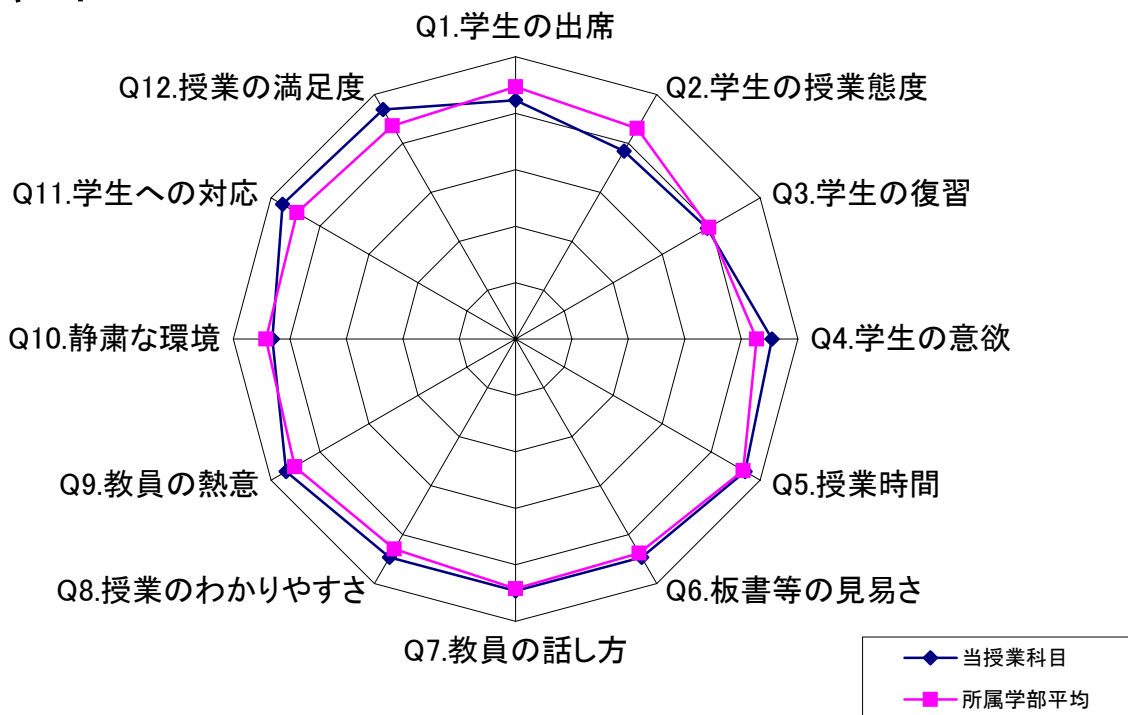 Q1.学生の出席
Q12.授業の満足度
Q2.学生の授業態度
Q11.学生への対応
Q3.学生の復習
Q10.静粛な環境
Q4.学生の意欲
Q9.教員の熱意
Q5.授業時間
Q8.授業のわかりやすさ
Q6.板書等の見易さ
Q7.教員の話し方
当授業科目
所属学部平均